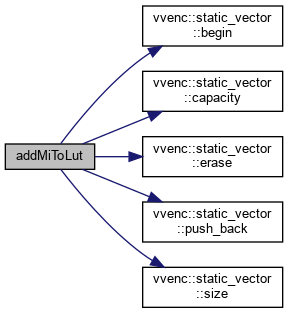 addMiToLut
vvenc::static_vector
::begin
vvenc::static_vector
::capacity
vvenc::static_vector
::erase
vvenc::static_vector
::push_back
vvenc::static_vector
::size